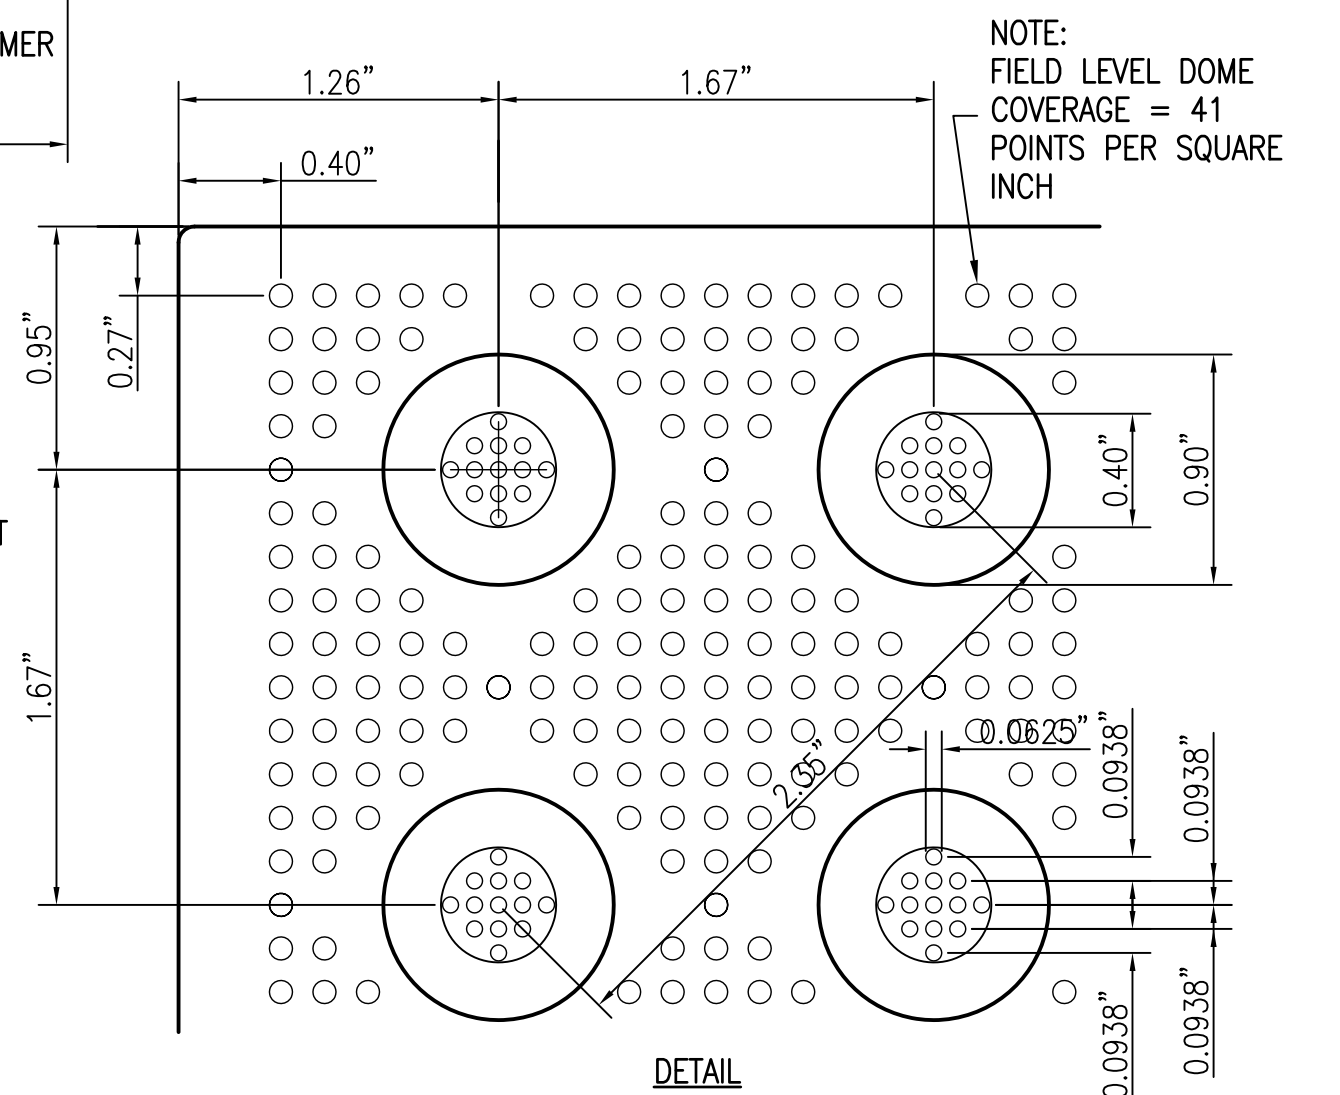 MER
NOTE:
FIELD LEVEL DOME
COVERAGE = 41
POINTS PER SQUARE
INCH
1.26"
1.67"
0.40"
0.95"
0.27"
0.40"
0.90"
1.67"
T
2.35"
0.0625"
0.0938"
0.0938"
0.0938"
0.0938"
DETAIL